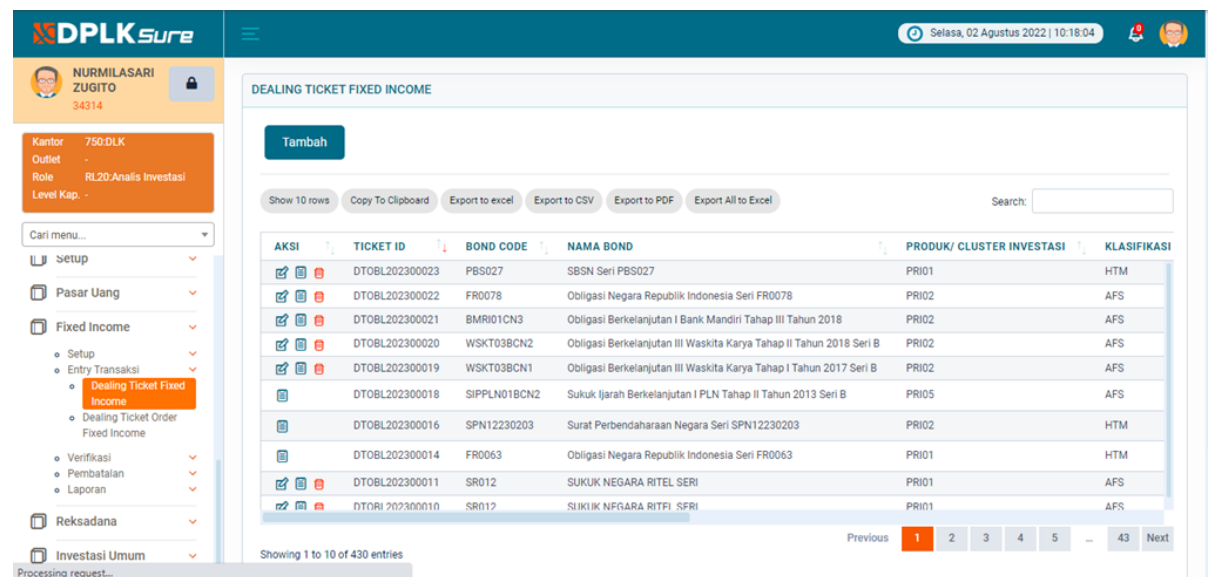 DPLKsure
Selasa, 02 Agustus 2022 | 10:18:04
NURMILASARI
ZUGITO
34314
Kantor 750:DLK
Outlet -
Role RL20:Analis Investasi
Level Kap. -
Cari menu...
Setup
Pasar Uang
Fixed Income
Setup
Entry Transaksi
Dealing Ticket Fixed
Income
Dealing Ticket Order
Fixed Income
Verifikasi
Pembatalan
Laporan
Reksadana
Investasi Umum
Processing request...
DEALING TICKET FIXED INCOME
Tambah
Show 10 rows Copy To Clipboard Export to excel Export to CSV Export to PDF Export All to Excel Search:
AKSI TICKET ID BOND CODE NAMA BOND PRODUK/ CLUSTER INVESTASI KLASIFIKASI
DTOBL202300023 PBS027 SBSN Seri PBS027 PRI01 HTM
DTOBL202300022 FR0078 Obligasi Negara Republik Indonesia Seri FR0078 PRI02 AFS
DTOBL202300021 BMRI01CN3 Obligasi Berkelanjutan I Bank Mandiri Tahap III Tahun 2018 PRI02 AFS
DTOBL202300020 WSKT03BCN2 Obligasi Berkelanjutan III Waskita Karya Tahap II Tahun 2018 Seri B PRI02 AFS
DTOBL202300019 WSKT03BCN1 Obligasi Berkelanjutan III Waskita Karya Tahap I Tahun 2017 Seri B PRI02 AFS
DTOBL202300018 SIPPLN01BCN2 Sukuk Ijarah Berkelanjutan I PLN Tahap II Tahun 2013 Seri B PRI05 AFS
DTOBL202300016 SPN12230203 Surat Perbendaharaan Negara Seri SPN12230203 PRI02 HTM
DTOBL202300014 FR0063 Obligasi Negara Republik Indonesia Seri FR0063 PRI01 HTM
DTOBL202300011 SR012 SUKUK NEGARA RITEL SERI PRI01 AFS
DTOBL202300010 SR012 SUKUK NEGARA RITEL SERI PRI01 AFS
Previous 1 2 3 4 5 ... 43 Next
Showing 1 to 10 of 430 entries